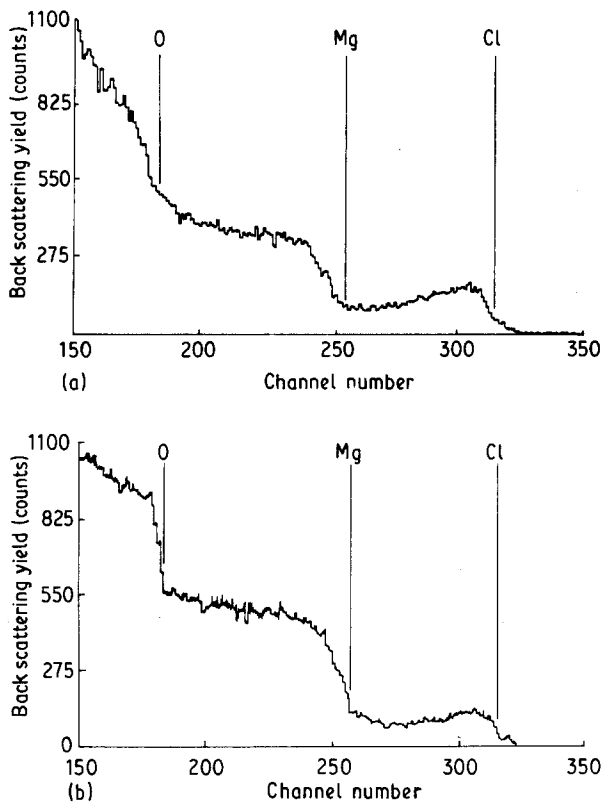 1100
825
550
275
O
Mg
Cl
Back scattering yield (counts)
150
200
250
300
350
(a)
Channel number
1100
825
550
275
0
O
Mg
Cl
Back scattering yield (counts)
150
200
250
300
350
(b)
Channel number